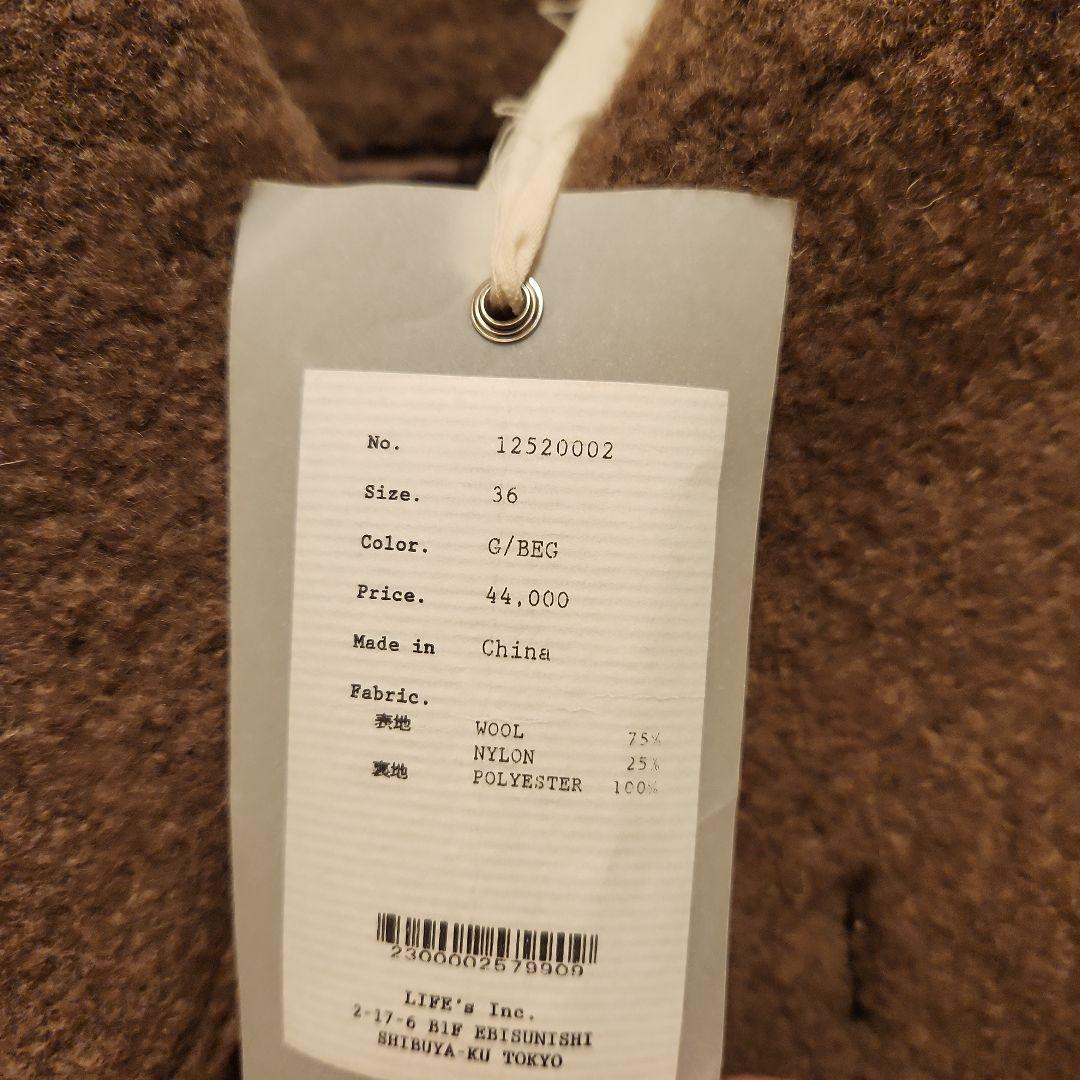 No. 12520002
Size. 36
Color. G/BEG
Price. 44,000
Made in China
Fabric.
表地 WOOL 75%
NYLON 25%
裏地 POLYESTER 100%
2300002579909
LIFE's Inc.
2-17-6 B1F EBISUNISHI
SHIBUYA-KU TOKYO